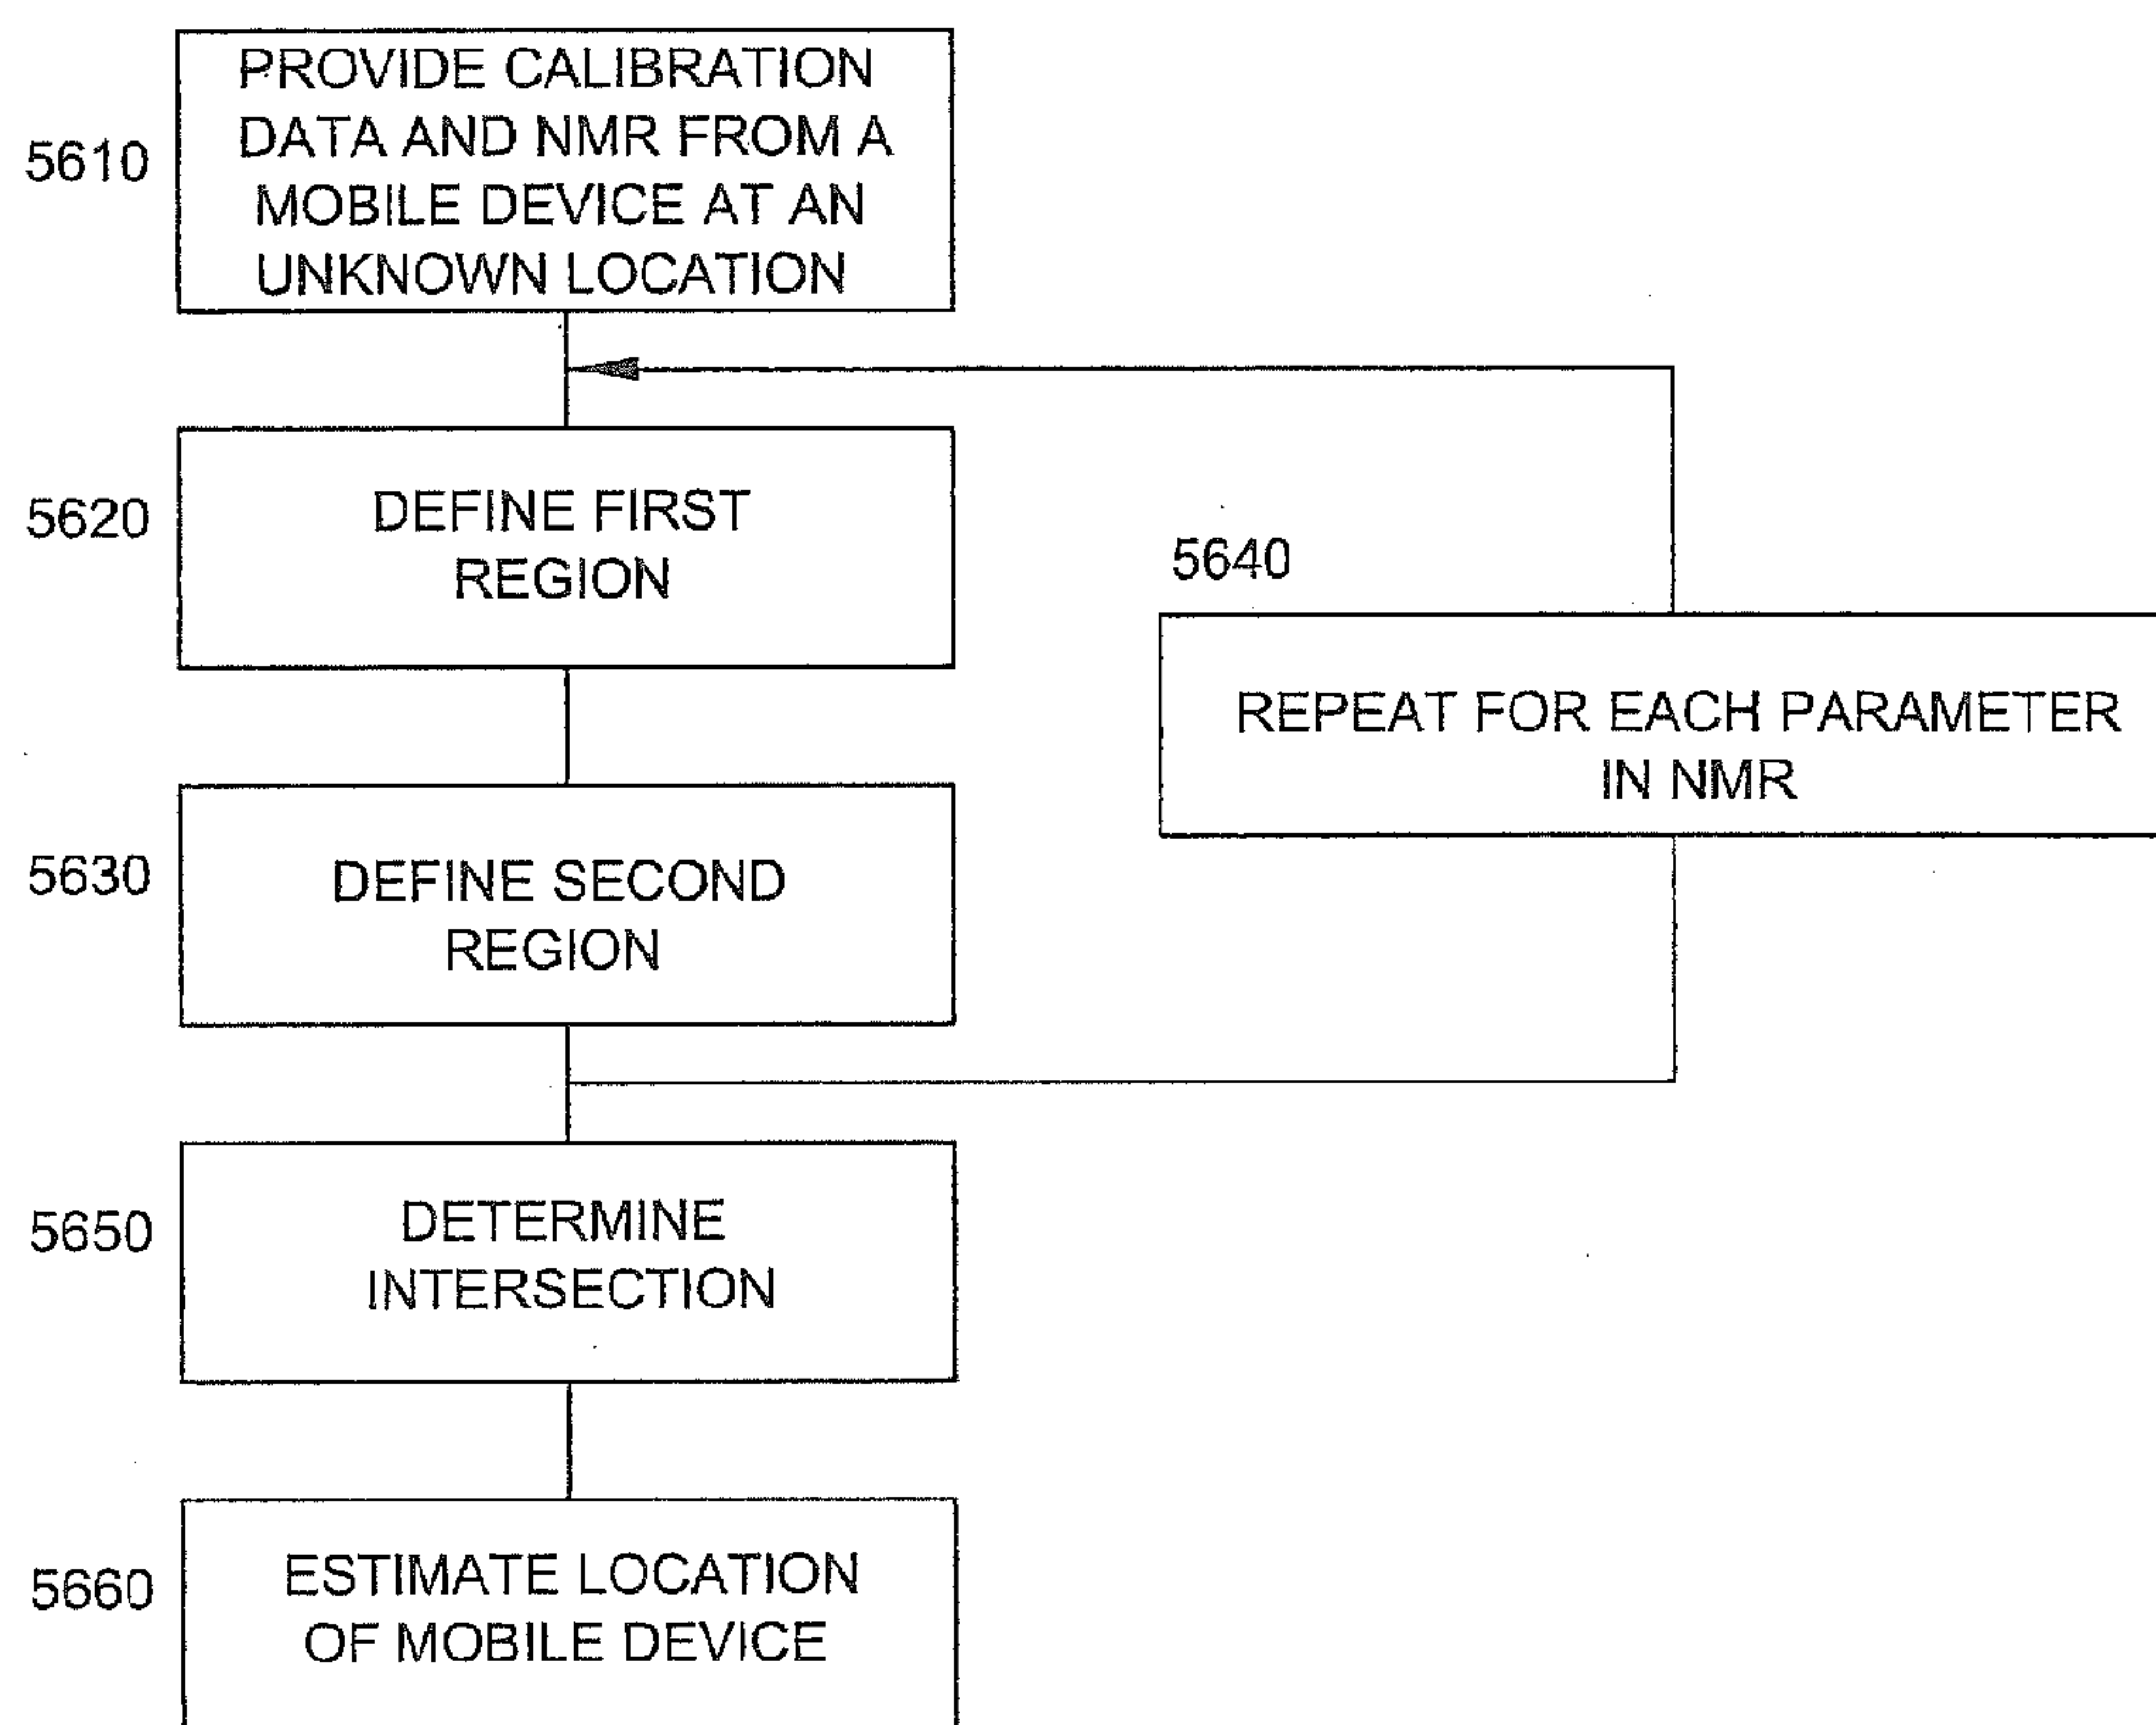 5610
PROVIDE CALIBRATION
DATA AND NMR FROM A
MOBILE DEVICE AT AN
UNKNOWN LOCATION
5620
DEFINE FIRST
REGION
5640
REPEAT FOR EACH PARAMETER
IN NMR
5630
DEFINE SECOND
REGION
5650
DETERMINE
INTERSECTION
5660
ESTIMATE LOCATION
OF MOBILE DEVICE